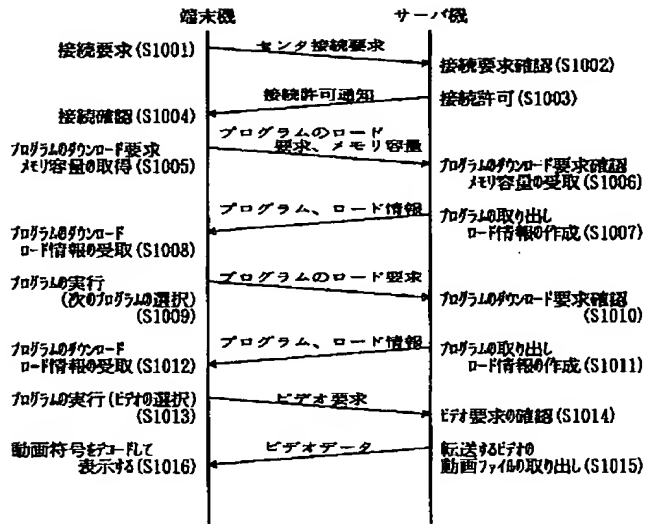 端末機 サーバ機
接続要求(S1001)
センタ接続要求
接続要求確認(S1002)
接続許可通知
接続許可(S1003)
接続確認(S1004)
プログラムのロード
要求、メモリ容量
プログラムのダウンロード要求
メモリ容量の取得(S1005)
プログラムのダウンロード要求確認
メモリ容量の受取(S1006)
プログラム、ロード情報
プログラムの取り出し
ロード情報の作成(S1007)
プログラムのダウンロード
ロード情報の受取(S1008)
プログラムの実行
(次のプログラムの選択)
(S1009)
プログラムのロード要求
プログラムのダウンロード要求確認
(S1010)
プログラム、ロード情報
プログラムの取り出し
ロード情報の作成(S1011)
プログラムのダウンロード
ロード情報の受取(S1012)
プログラムの実行(ビデオの選択)
(S1013)
ビデオ要求
ビデオ要求の確認(S1014)
ビデオデータ
転送するビデオの
動画ファイルの取り出し(S1015)
動画符号をデコードして
表示する(S1016)